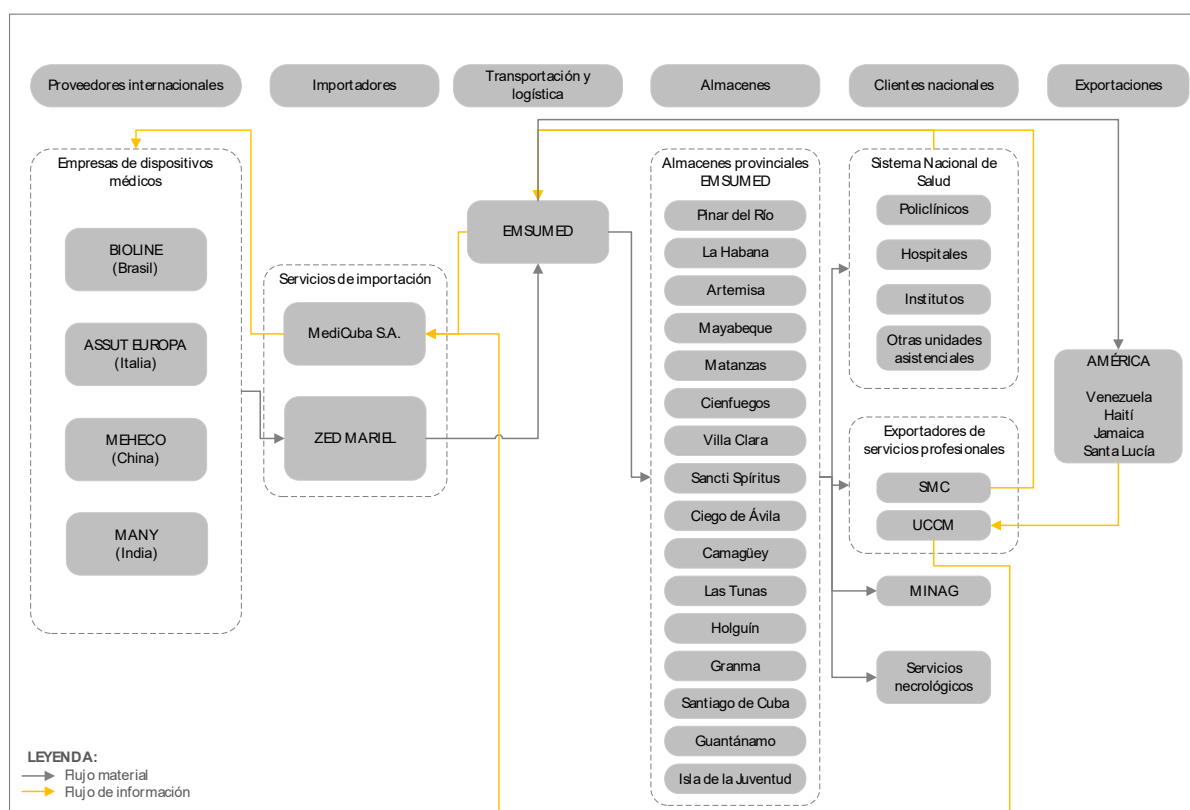 Proveedores internacionales
Importadores
Transportación y
logística
Almacenes
Clientes nacionales
Exportaciones
Empresas de dispositivos
médicos
BIOLINE
(Brasil)
ASSUT EUROPA
(Italia)
MEHECO
(China)
MANY
(India)
Servicios de importación
MediCuba S.A.
ZED MARIEL
EMSUMED
Almacenes provinciales
EMSUMED
Pinar del Río
La Habana
Artemisa
Mayabeque
Matanzas
Cienfuegos
Villa Clara
Sancti Spíritus
Ciego de Ávila
Camagüey
Las Tunas
Holguín
Granma
Santiago de Cuba
Guantánamo
Isla de la Juventud
Sistema Nacional de
Salud
Policlínicos
Hospitales
Institutos
Otras unidades
asistenciales
Exportadores de
servicios profesionales
SMC
UCCM
MINAG
Servicios
necrológicos
AMÉRICA
Venezuela
Haití
Jamaica
Santa Lucía
LEYENDA:
Flujo material
Flujo de información